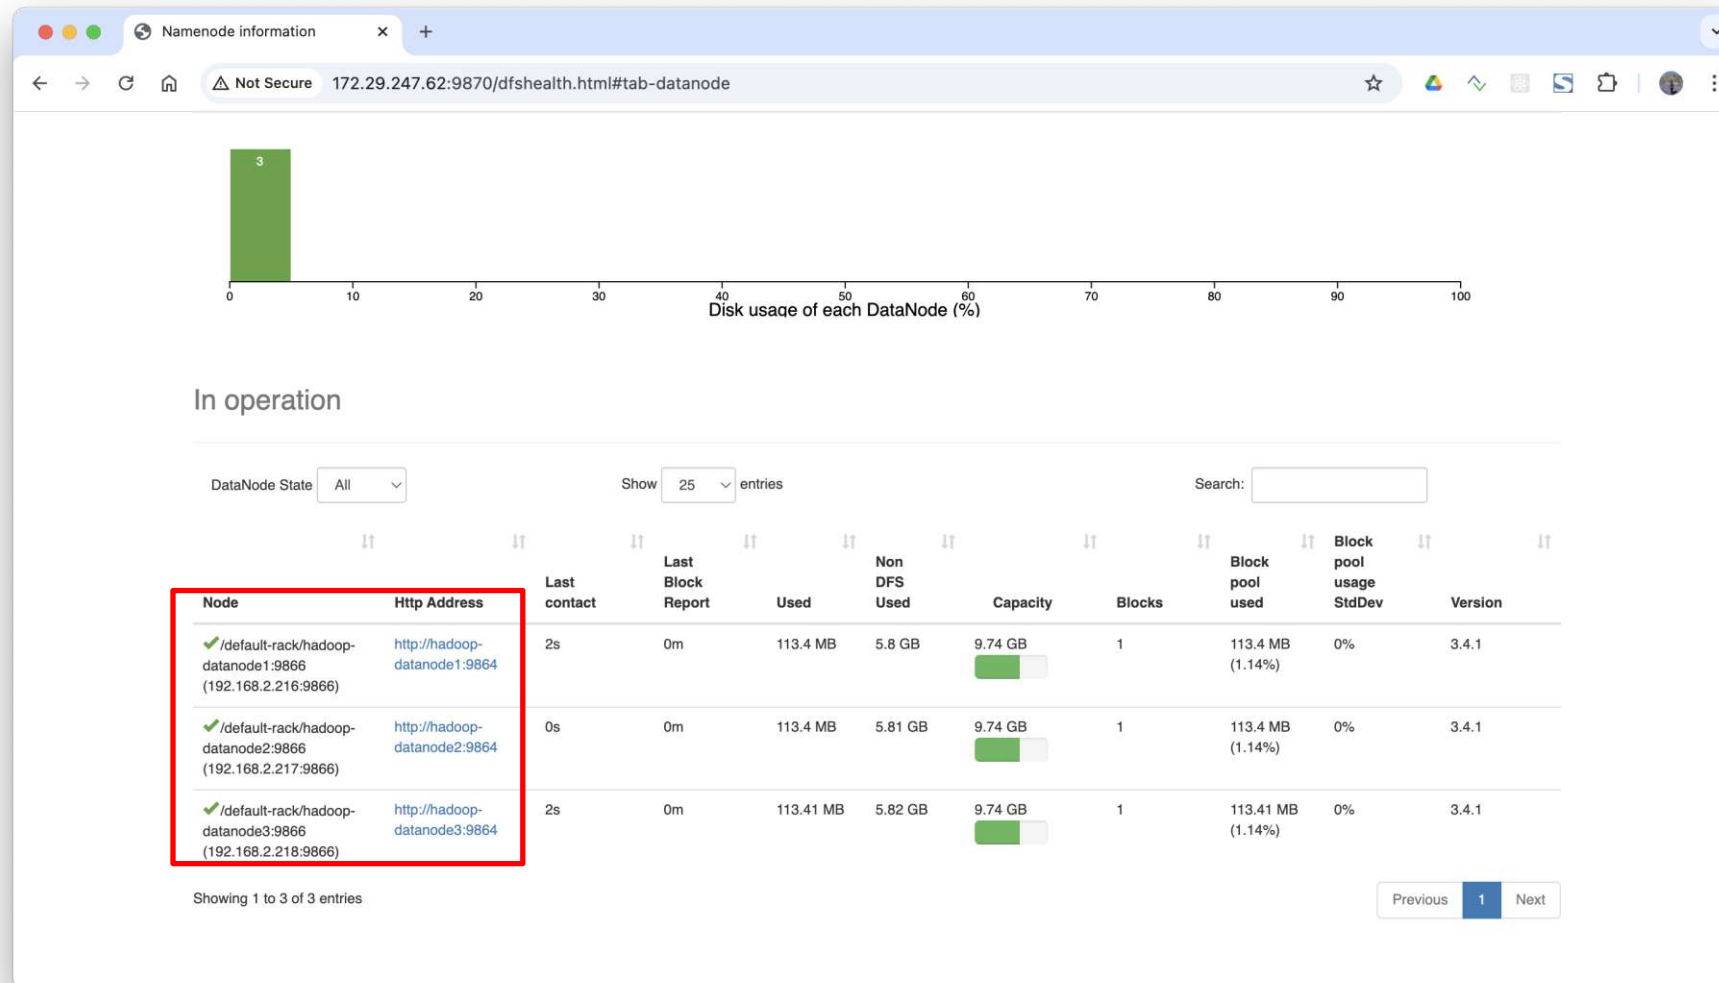 Namenode information
Not Secure 172.29.247.62:9870/dfshealth.html#tab-datanode
3
0 10 20 30 40 50 60 70 80 90 100
Disk usage of each DataNode (%)
In operation
DataNode State All Show 25 entries Search:
Node Http Address Last contact Last Block Report Used Non DFS Used Capacity Blocks Block pool used Block pool usage StdDev Version
/default-rack/hadoop- http://hadoop- 2s 0m 113.4 MB 5.8 GB 9.74 GB 1 113.4 MB 0% 3.4.1
datanode1:9866 datanode1:9864 (1.14%)
(192.168.2.216:9866)
/default-rack/hadoop- http://hadoop- 0s 0m 113.4 MB 5.81 GB 9.74 GB 1 113.4 MB 0% 3.4.1
datanode2:9866 datanode2:9864 (1.14%)
(192.168.2.217:9866)
/default-rack/hadoop- http://hadoop- 2s 0m 113.41 MB 5.82 GB 9.74 GB 1 113.41 MB 0% 3.4.1
datanode3:9866 datanode3:9864 (1.14%)
(192.168.2.218:9866)
Showing 1 to 3 of 3 entries Previous 1 Next